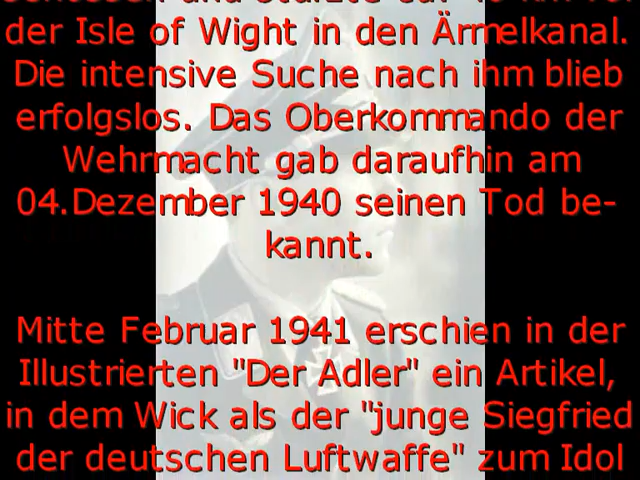 der Isle of Wight in den Ärmelkanal.
Die intensive Suche nach ihm blieb
erfolgslos. Das Oberkommando der
Wehrmacht gab daraufhin am
04.Dezember 1940 seinen Tod be-
kannt.
Mitte Februar 1941 erschien in der
Illustrierten "Der Adler" ein Artikel,
in dem Wick als der "junge Siegfried
der deutschen Luftwaffe" zum Idol